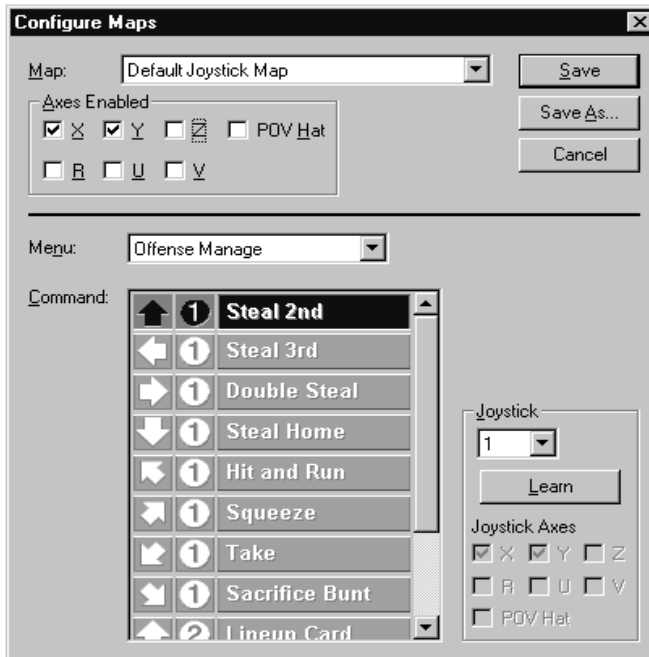 Configure Maps
Map: Default Joystick Map
Save
Axes Enabled
X Y Z POV Hat
Save As...
R U V
Cancel
Menu: Offense Manage
Command:
1 Steal 2nd
1 Steal 3rd
1 Double Steal
1 Steal Home
1 Hit and Run
1 Squeeze
1 Take
1 Sacrifice Bunt
2 Lineup Card
Joystick
1
Learn
Joystick Axes
X Y Z
R U V
POV Hat